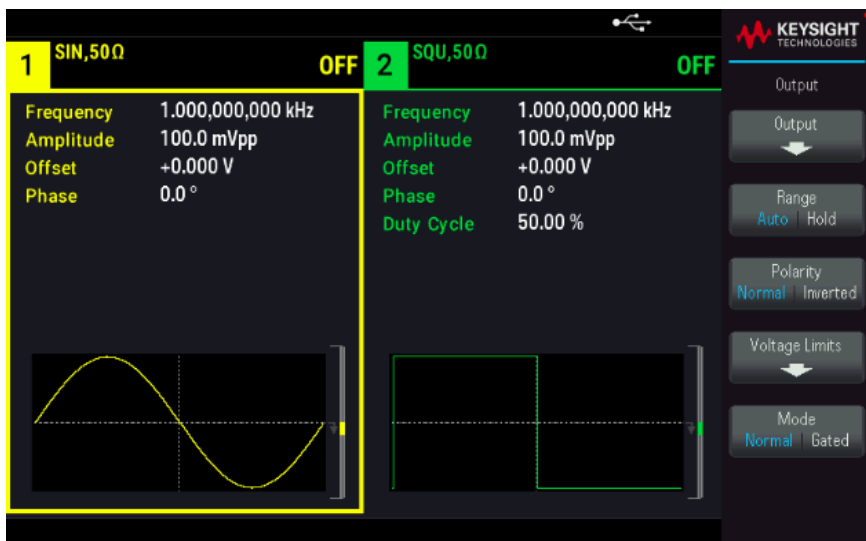 1 SIN,50Ω OFF
2 SQU,50Ω OFF
Frequency 1.000,000,000 kHz
Amplitude 100.0 mVpp
Offset +0.000 V
Phase 0.0 °
Frequency 1.000,000,000 kHz
Amplitude 100.0 mVpp
Offset +0.000 V
Phase 0.0 °
Duty Cycle 50.00 %
KEYSIGHT
TECHNOLOGIES
Output
Output
Range
Auto | Hold
Polarity
Normal | Inverted
Voltage Limits
Mode
Normal | Gated